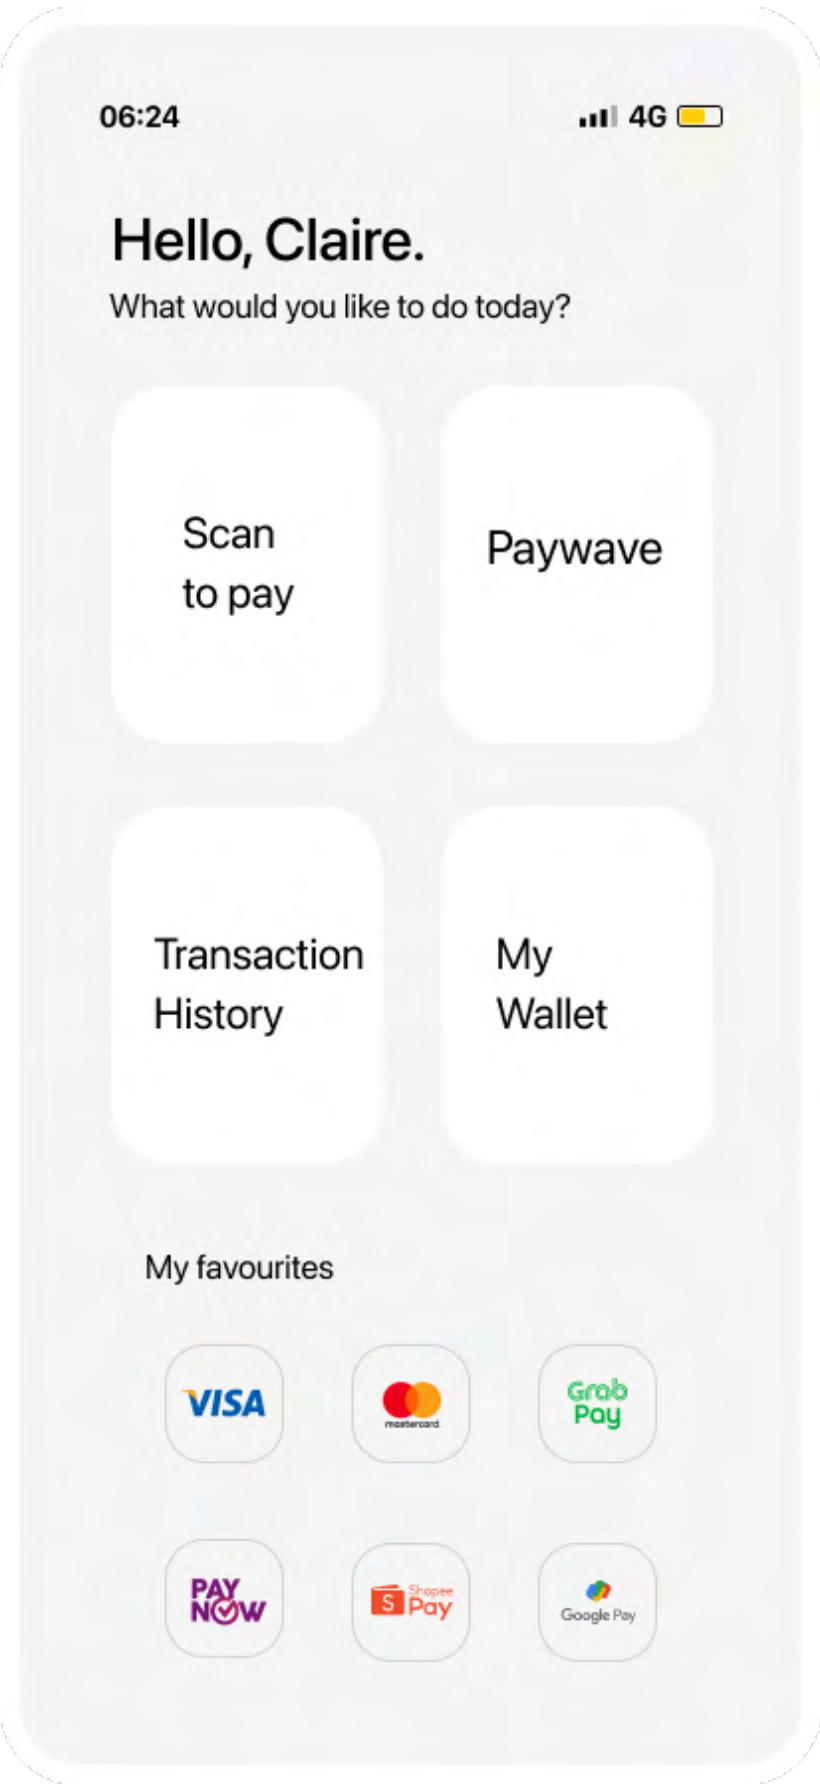 06:24 4G
Hello, Claire.
What would you like to do today?
Scan
to pay
Paywave
Transaction
History
My
Wallet
My favourites
VISA
mastercard.
Grab
Pay
PAY
NOW
S Shopee
Pay
Google Pay